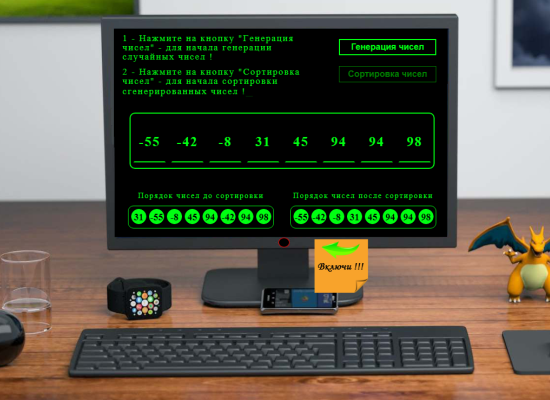 1 - Нажмите на кнопку "Генерация
чисел" - для начала генерации
случайных чисел !
Генерация чисел
2 - Нажмите на кнопку "Сортировка
чисел" - для начала сортировки
сгенерированных чисел !_
Сортировка чисел
-55 -42 -8 31 45 94 94 98
Порядок чисел до сортировки
31 -55 -8 45 94 -42 94 98
Порядок чисел после сортировки
-55 -42 -8 31 45 94 94 98
Включи !!!